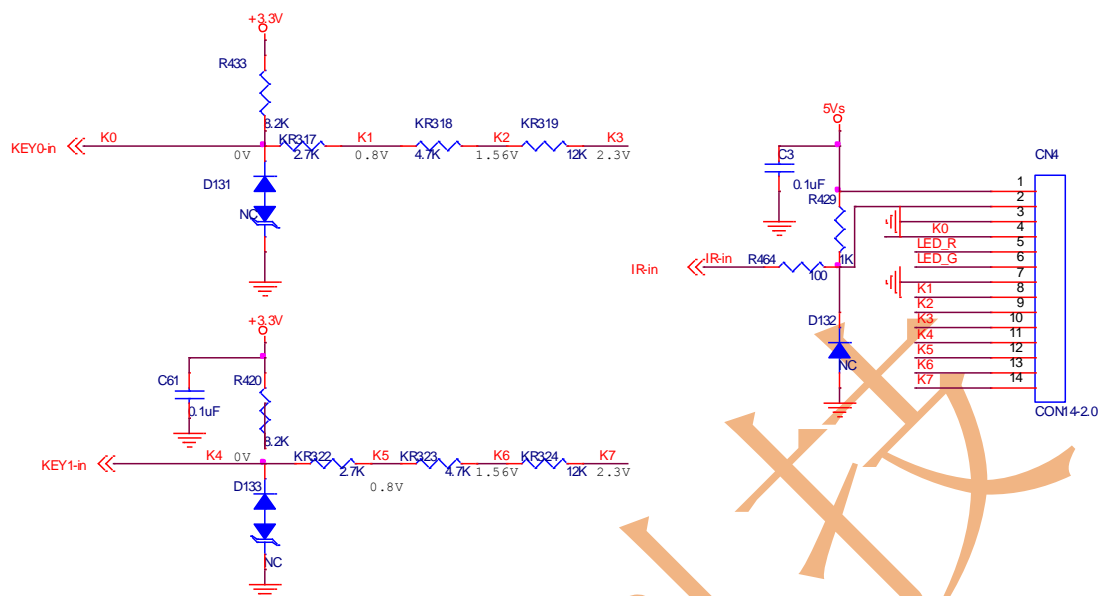 +3.3V
R433
8.2K
KEY0-in
K0
0V
KR317
2.7K
K1
0.8V
KR318
4.7K
K2
1.56V
KR319
12K
K3
2.3V
D131
NC
+3.3V
C61
0.1uF
R420
8.2K
KEY1-in
K4
0V
KR322
2.7K
K5
0.8V
KR323
4.7K
K6
1.56V
KR324
12K
K7
2.3V
D133
NC
5Vs
C3
0.1uF
R429
1K
IR-in
IR-in
R464
100
D132
NC
CN4
1
2
3
K0 4
LED_R 5
LED_G 6
7
K1 8
K2 9
K3 10
K4 11
K5 12
K6 13
K7 14
CON14-2.0